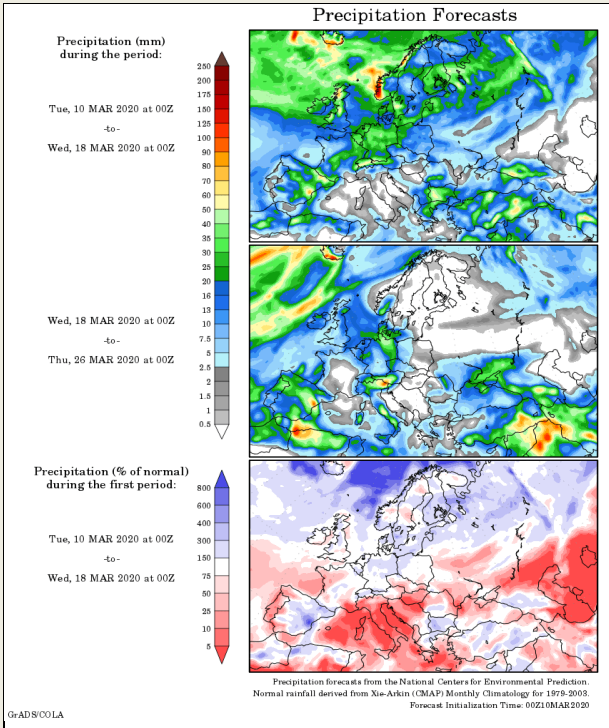 Precipitation Forecasts
Precipitation (mm)
during the period:
Tue, 10 MAR 2020 at 00Z
-to-
Wed, 18 MAR 2020 at 00Z
250
200
175
150
125
100
90
80
70
60
50
40
35
30
25
20
16
13
10
7.5
5
2.5
2
1.5
1
0.5
Wed, 18 MAR 2020 at 00Z
-to-
Thu, 26 MAR 2020 at 00Z
Precipitation (% of normal)
during the first period:
Tue, 10 MAR 2020 at 00Z
-to-
Wed, 18 MAR 2020 at 00Z
800
600
400
300
150
75
50
25
10
5
Precipitation forecasts from the National Centers for Environmental Prediction.
Normal rainfall derived from Xie-Arkin (CMAP) Monthly Climatology for 1979-2003.
Forecast Initialization Time: 00Z10MAR2020
GrADS/COLA